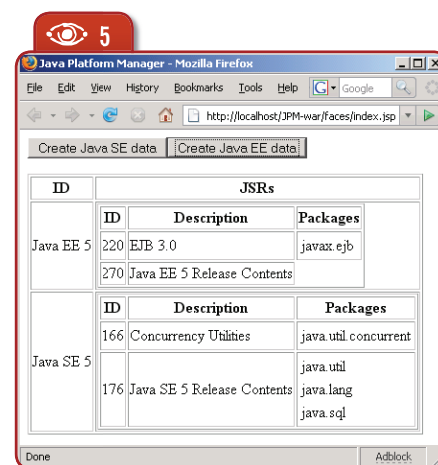 5
Java Platform Manager - Mozilla Firefox
File Edit View History Bookmarks Tools Help G Google
http://localhost/JPM-war/faces/index.jsp
Create Java SE data Create Java EE data
ID JSRs
Java EE 5
ID Description Packages
220 EJB 3.0 javax.ejb
270 Java EE 5 Release Contents
Java SE 5
ID Description Packages
166 Concurrency Utilities java.util.concurrent
176 Java SE 5 Release Contents
java.util
java.lang
java.sql
Done Adblock